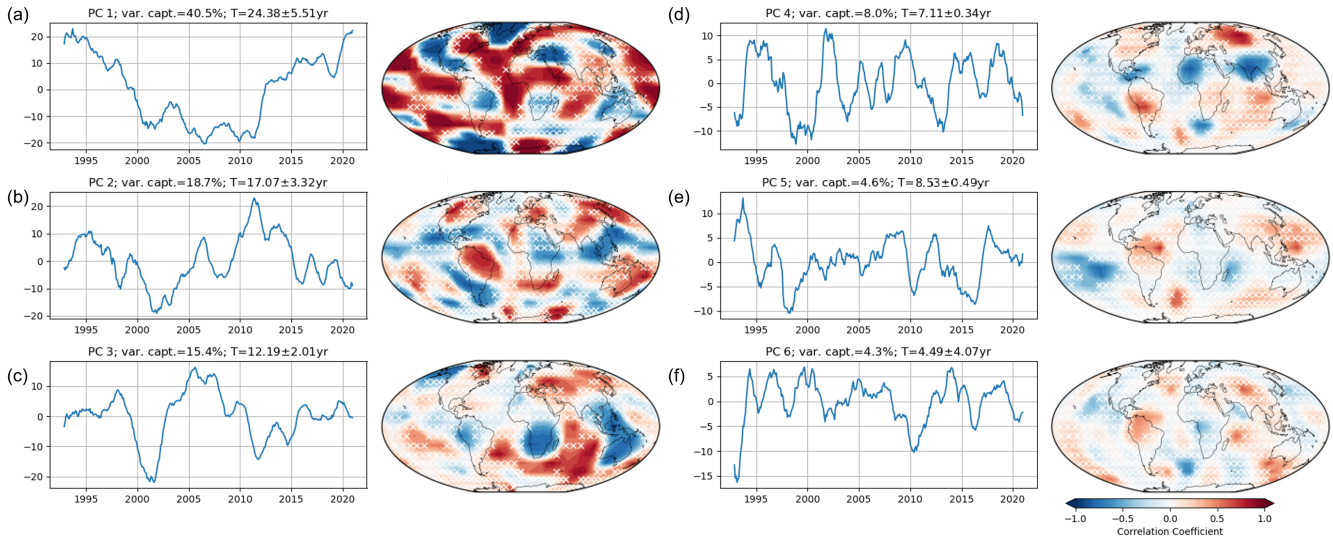 (a)
PC 1; var. capt.=40.5%; T=24.38±5.51yr
20
10
0
−10
−20
1995 2000 2005 2010 2015 2020
(b)
PC 2; var. capt.=18.7%; T=17.07±3.32yr
20
10
0
−10
−20
1995 2000 2005 2010 2015 2020
(c)
PC 3; var. capt.=15.4%; T=12.19±2.01yr
10
0
−10
−20
1995 2000 2005 2010 2015 2020
(d)
PC 4; var. capt.=8.0%; T=7.11±0.34yr
10
5
0
−5
−10
1995 2000 2005 2010 2015 2020
(e)
PC 5; var. capt.=4.6%; T=8.53±0.49yr
10
5
0
−5
−10
1995 2000 2005 2010 2015 2020
(f)
PC 6; var. capt.=4.3%; T=4.49±4.07yr
5
0
−5
−10
−15
1995 2000 2005 2010 2015 2020
−1.0 −0.5 0.0 0.5 1.0
Correlation Coefficient